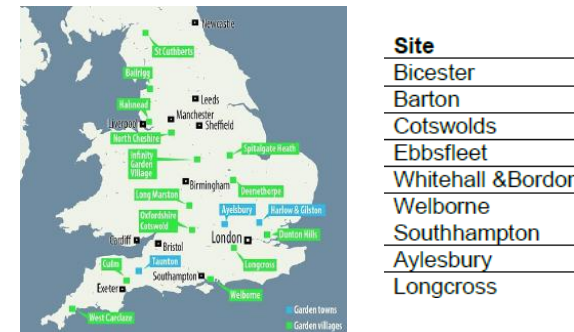 Newcastle
St Cuthberts
Bailrigg
Leeds
Halsnead
Manchester
Liverpool
Sheffield
North Cheshire
Spitalgate Heath
Infinity
Garden
Village
Birmingham
Deenethorpe
Long Marston
Ayelsbury
Harlow & Gilston
Oxfordshire
Cotswold
Dunton Hills
Cardiff
Bristol
London
Taunton
Longcross
Culm
Southampton
Exeter
Welborne
West Carclaze
Garden towns
Garden villages
Site
Bicester
Barton
Cotswolds
Ebbsfleet
Whitehall &Bordon
Welborne
Southhampton
Aylesbury
Longcross